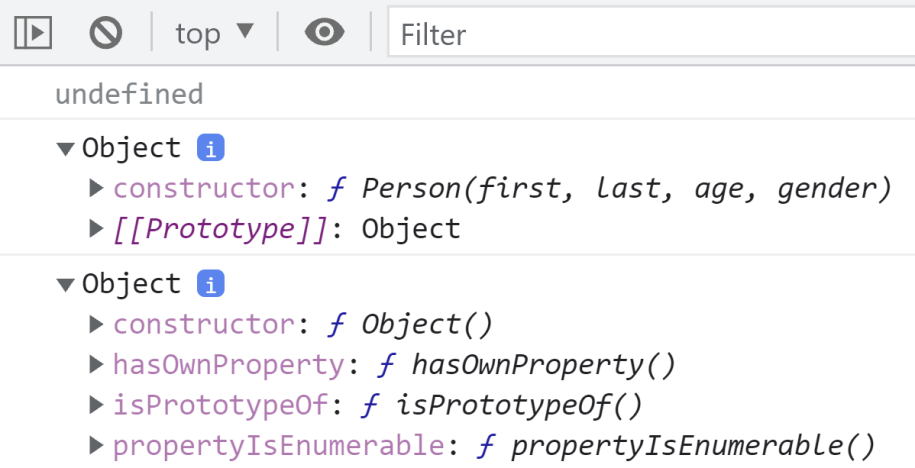 top Filter
undefined
Object i
constructor: ƒ Person(first, last, age, gender)
[[Prototype]]: Object
Object i
constructor: ƒ Object()
hasOwnProperty: ƒ hasOwnProperty()
isPrototypeOf: ƒ isPrototypeOf()
propertyIsEnumerable: ƒ propertyIsEnumerable()